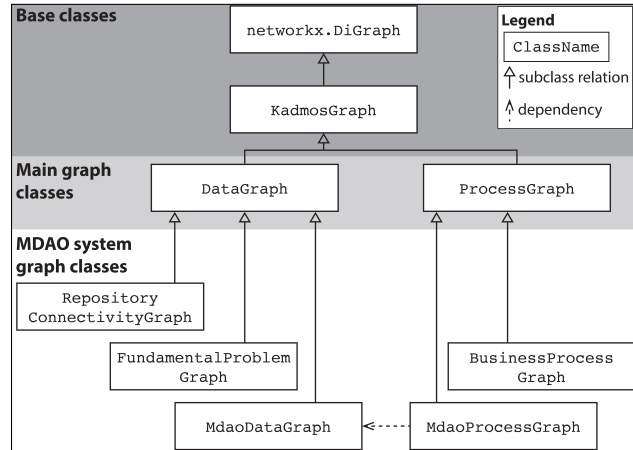 Base classes
networkx.DiGraph
KadmosGraph
Legend
ClassName
subclass relation
dependency
Main graph
classes
DataGraph
ProcessGraph
MDAO system
graph classes
Repository
ConnectivityGraph
FundamentalProblem
Graph
BusinessProcess
Graph
MdaoDataGraph
MdaoProcessGraph